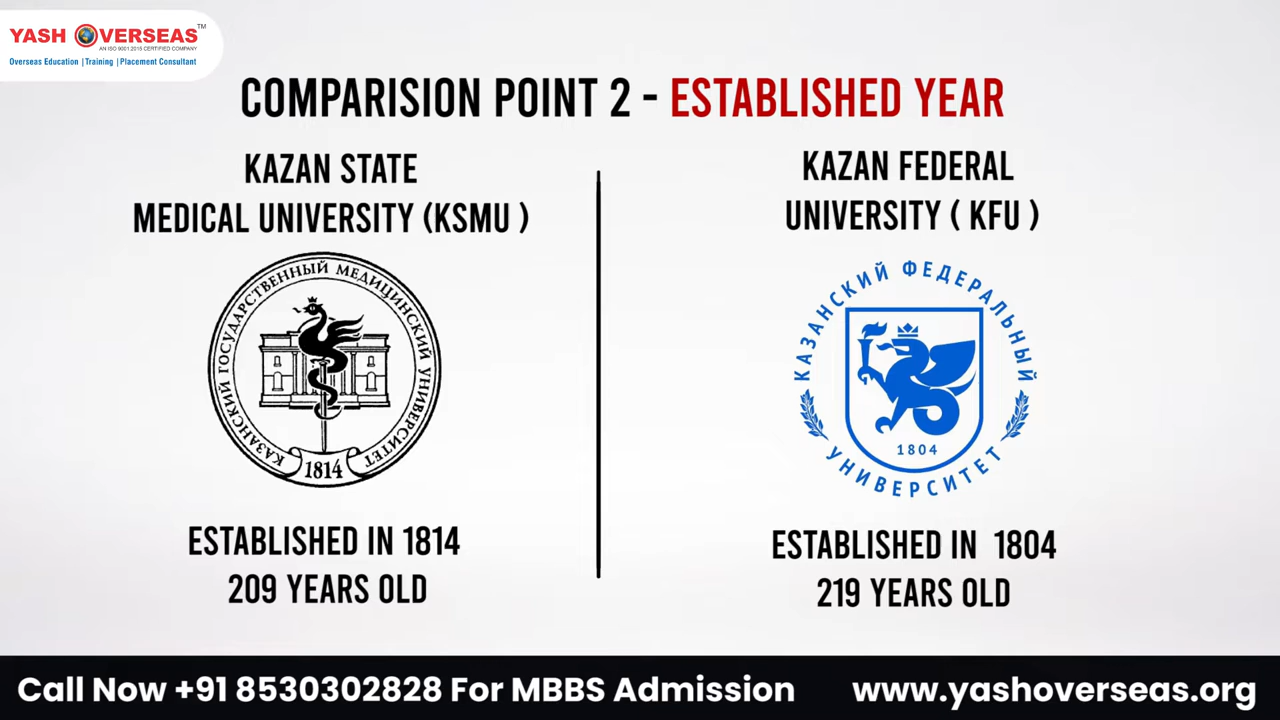 YASH OVERSEAS™
AN ISO 9001:2015 CERTIFIED COMPANY
Overseas Education | Training | Placement Consultant
COMPARISION POINT 2 - ESTABLISHED YEAR
KAZAN STATE
MEDICAL UNIVERSITY (KSMU )
КАЗАНСКИЙ ГОСУДАРСТВЕННЫЙ МЕДИЦИНСКИЙ УНИВЕРСИТЕТ
1814
ESTABLISHED IN 1814
209 YEARS OLD
KAZAN FEDERAL
UNIVERSITY ( KFU )
КАЗАНСКИЙ ФЕДЕРАЛЬНЫЙ
1804
УНИВЕРСИТЕТ
ESTABLISHED IN 1804
219 YEARS OLD
Call Now +91 8530302828 For MBBS Admission
www.yashoverseas.org